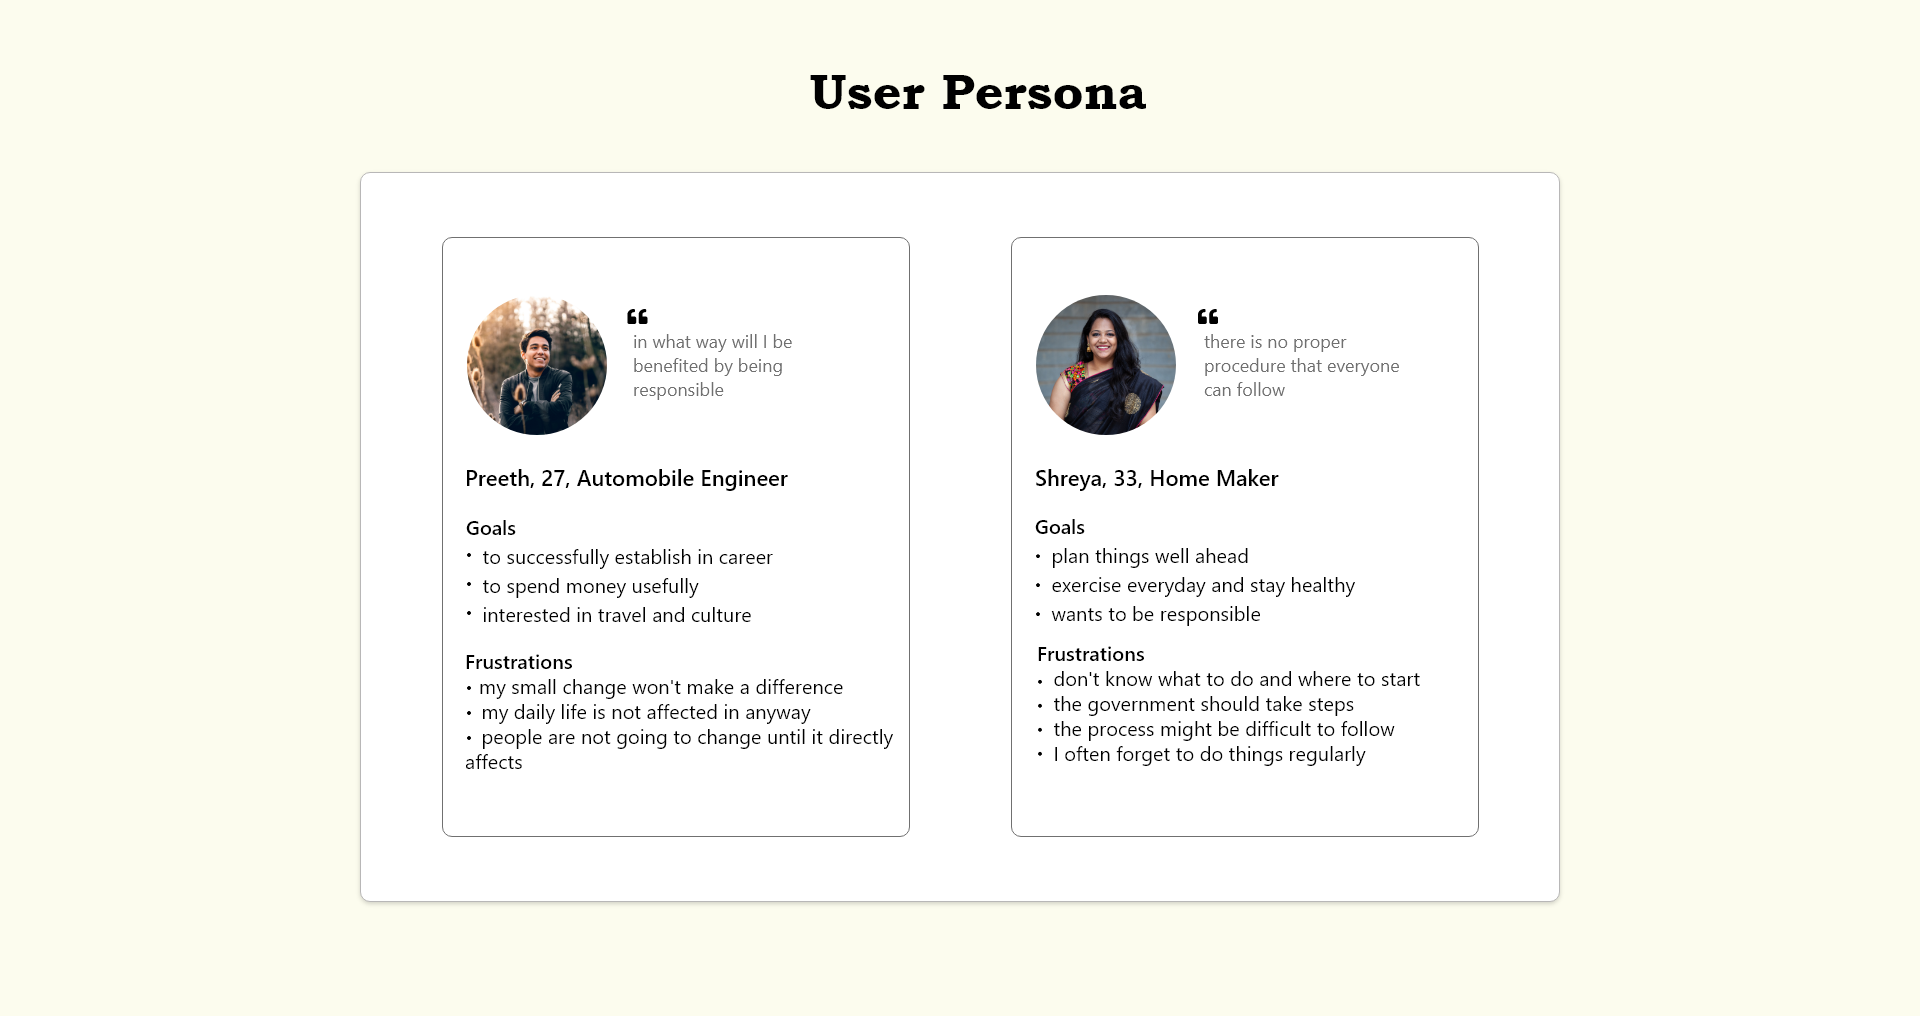 User Persona
“
in what way will I be
benefited by being
responsible
Preeth, 27, Automobile Engineer
Goals
• to successfully establish in career
• to spend money usefully
• interested in travel and culture
Frustrations
• my small change won't make a difference
• my daily life is not affected in anyway
• people are not going to change until it directly
affects
“
there is no proper
procedure that everyone
can follow
Shreya, 33, Home Maker
Goals
• plan things well ahead
• exercise everyday and stay healthy
• wants to be responsible
Frustrations
• don't know what to do and where to start
• the government should take steps
• the process might be difficult to follow
• I often forget to do things regularly